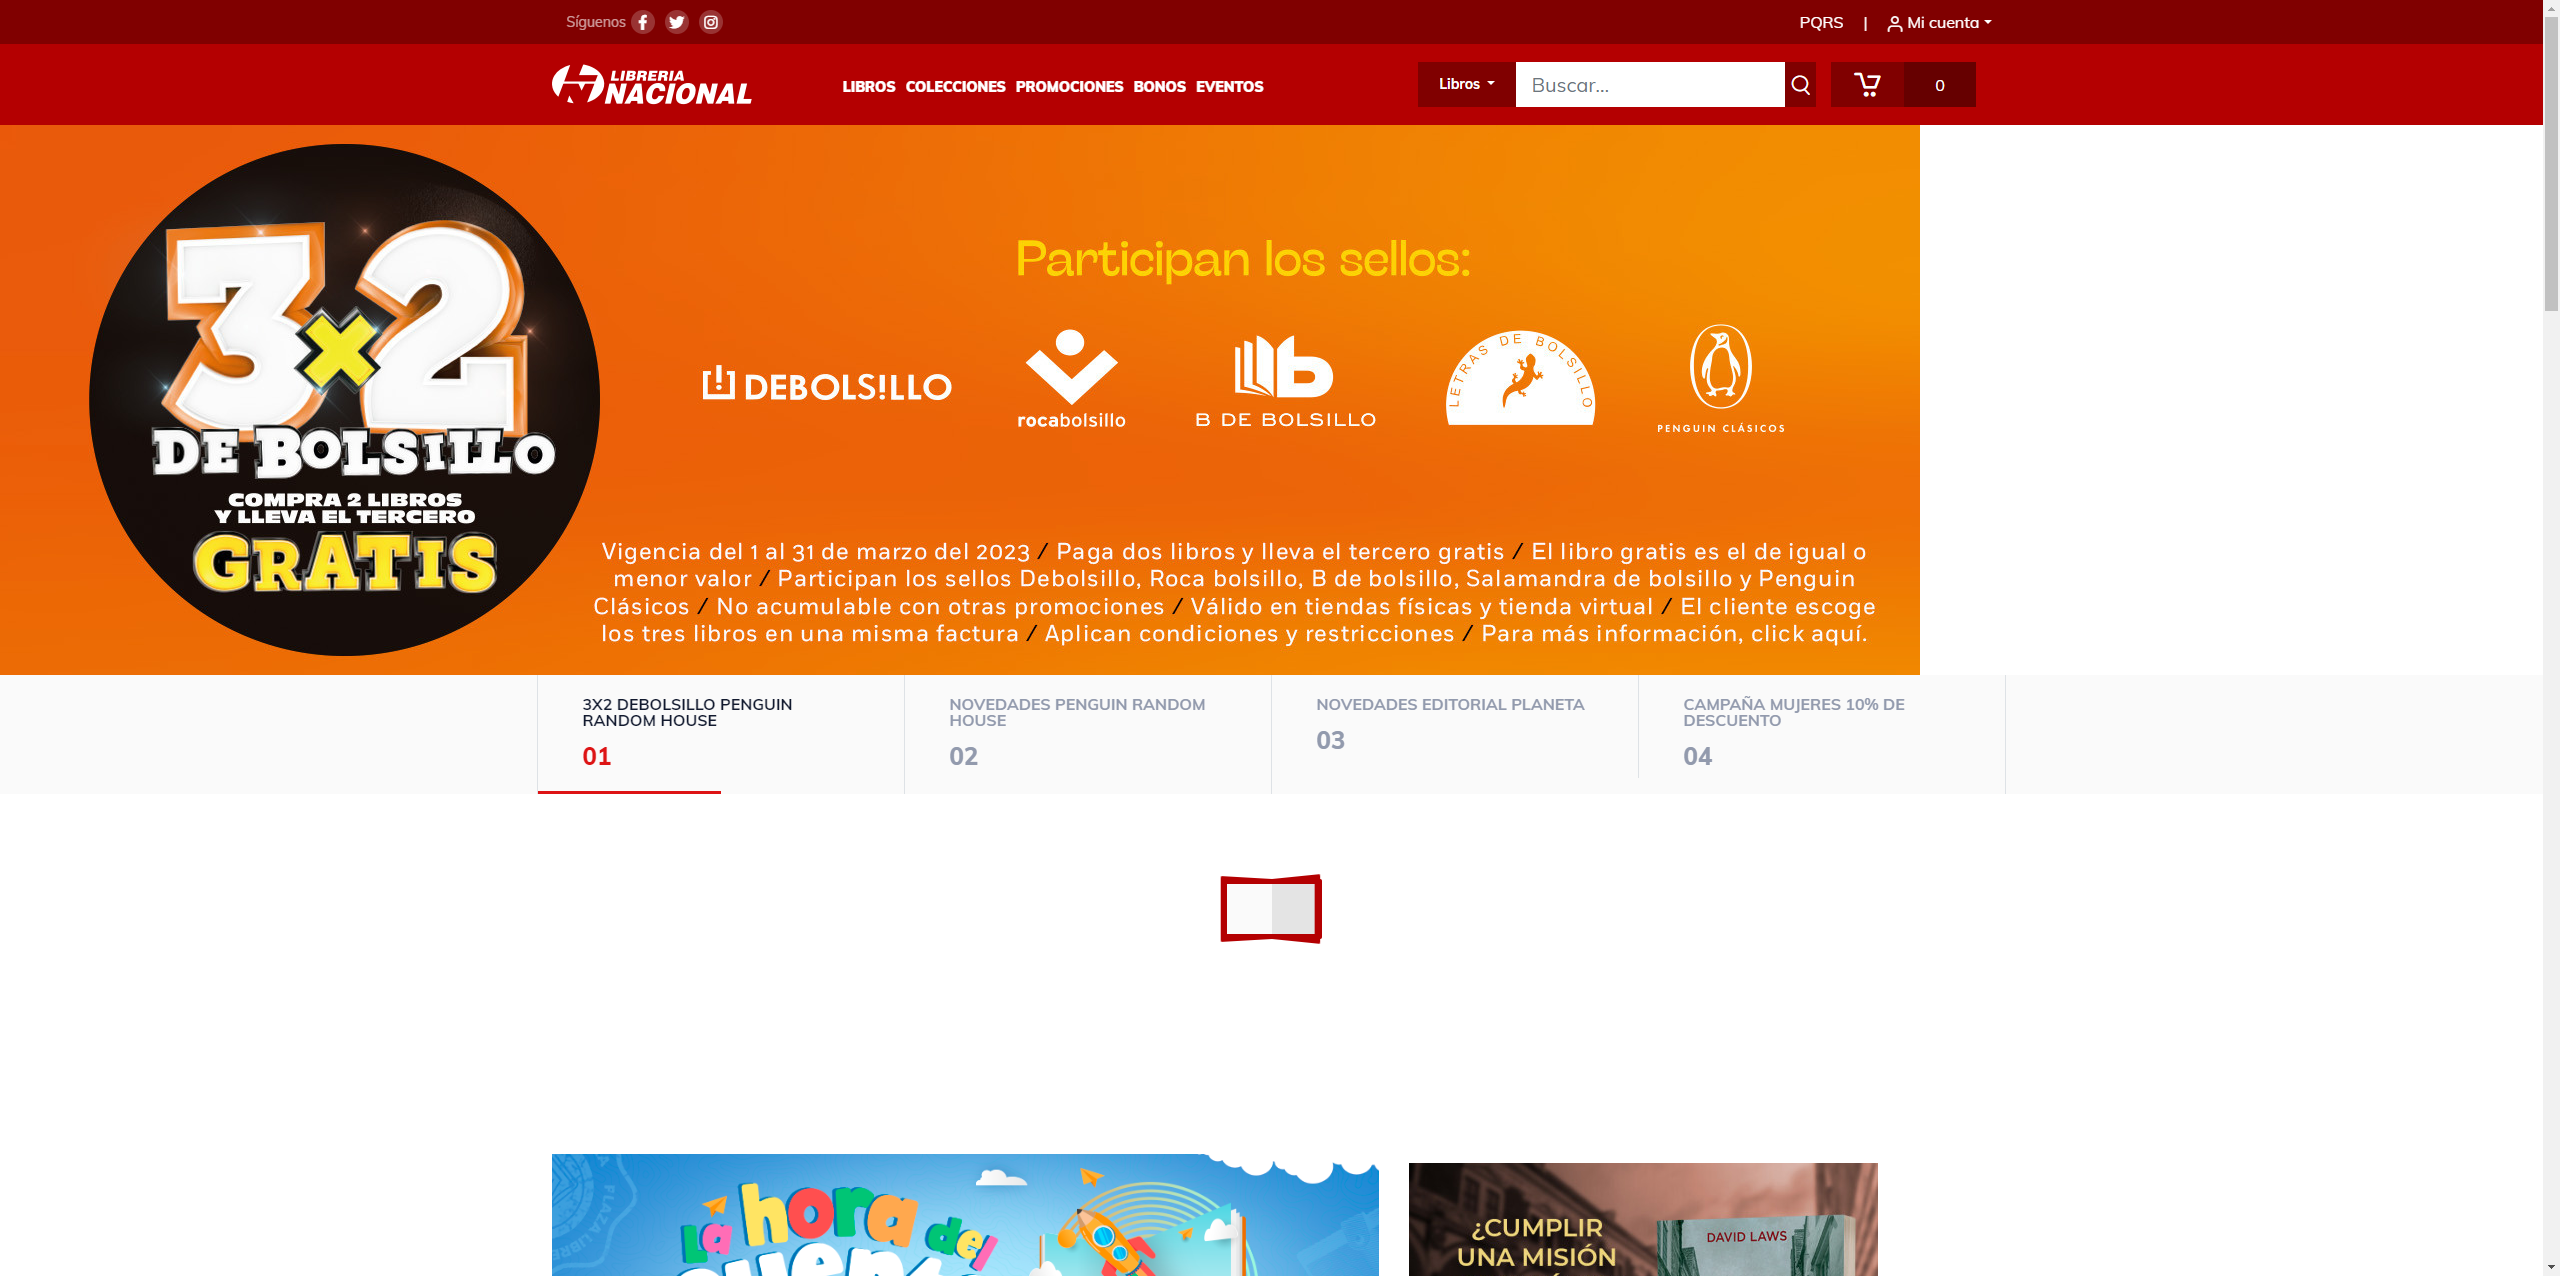 Síguenos
PQRS | Mi cuenta
LIBRERIA
NACIONAL
LIBROS COLECCIONES PROMOCIONES BONOS EVENTOS
Libros
Buscar...
0
3x2
DE BOLSILLO
COMPRA 2 LIBROS
Y LLEVA EL TERCERO
GRATIS
Participan los sellos:
DEBOLS!LLO
rocabolsillo
B DE BOLSILLO
LETRAS DE BOLSILLO
PENGUIN CLÁSICOS
Vigencia del 1 al 31 de marzo del 2023 / Paga dos libros y lleva el tercero gratis / El libro gratis es el de igual o
menor valor / Participan los sellos Debolsillo, Roca bolsillo, B de bolsillo, Salamandra de bolsillo y Penguin
Clásicos / No acumulable con otras promociones / Válido en tiendas físicas y tienda virtual / El cliente escoge
los tres libros en una misma factura / Aplican condiciones y restricciones / Para más información, click aquí.
3X2 DEBOLSILLO PENGUIN
RANDOM HOUSE
01
NOVEDADES PENGUIN RANDOM
HOUSE
02
NOVEDADES EDITORIAL PLANETA
03
CAMPAÑA MUJERES 10% DE
DESCUENTO
04
La hora del
¿CUMPLIR
UNA MISIÓN
DAVID LAWS